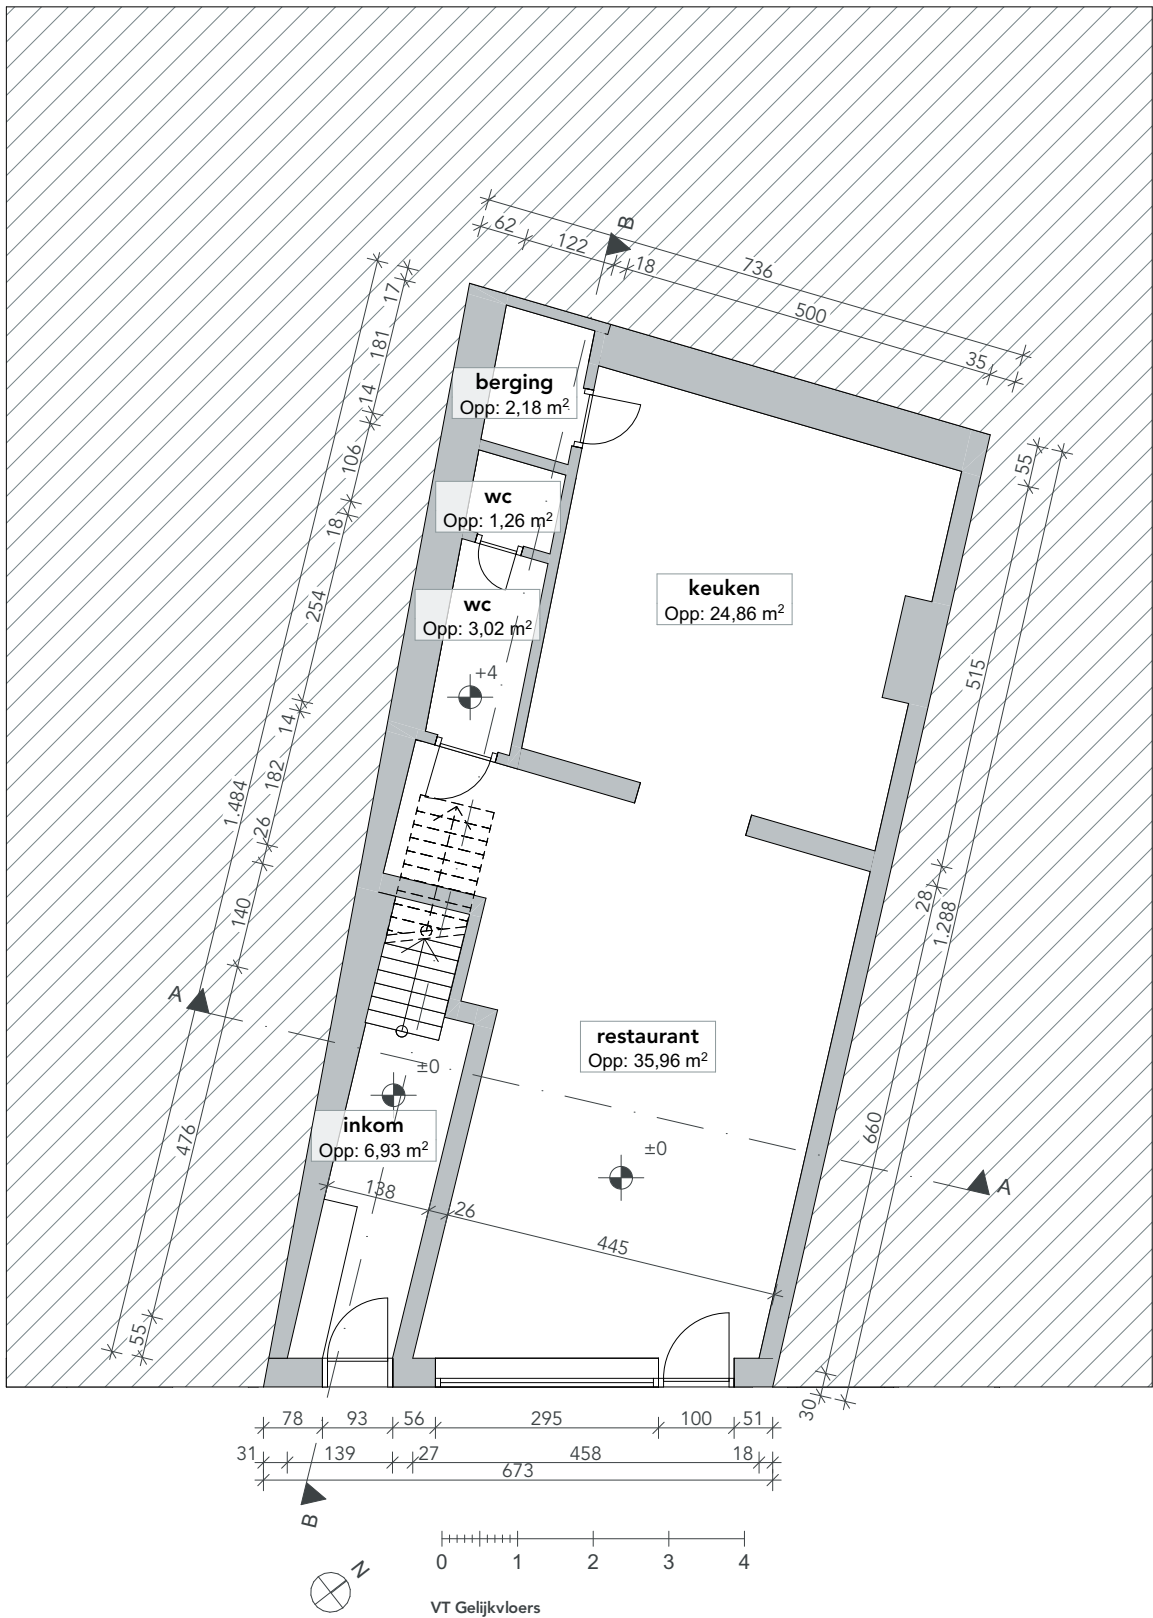 B
62
122
18
736
500
35
17
181
14
106
18
254
14
182
1.484
26
140
476
55
berging
Opp: 2,18 m²
wc
Opp: 1,26 m²
wc
Opp: 3,02 m²
+4
keuken
Opp: 24,86 m²
55
515
28
1.288
660
30
A
±0
restaurant
Opp: 35,96 m²
inkom
Opp: 6,93 m²
±0
A
138
26
445
78 93 56 295 100 51
31 139 27 458 18
673
B
0 1 2 3 4
N
VT Gelijkvloers